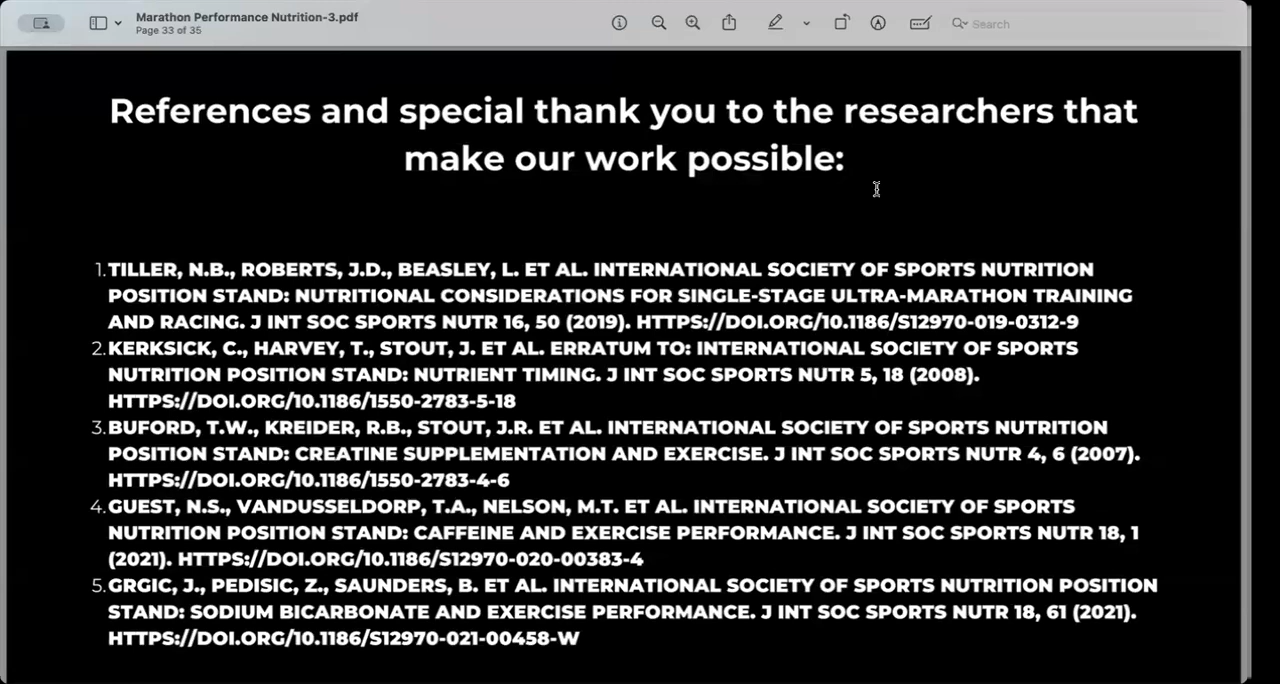 Marathon Performance Nutrition-3.pdf
Page 33 of 35
Search
References and special thank you to the researchers that
make our work possible:
1. TILLER, N.B., ROBERTS, J.D., BEASLEY, L. ET AL. INTERNATIONAL SOCIETY OF SPORTS NUTRITION
POSITION STAND: NUTRITIONAL CONSIDERATIONS FOR SINGLE-STAGE ULTRA-MARATHON TRAINING
AND RACING. J INT SOC SPORTS NUTR 16, 50 (2019). HTTPS://DOI.ORG/10.1186/S12970-019-0312-9
2. KERKSICK, C., HARVEY, T., STOUT, J. ET AL. ERRATUM TO: INTERNATIONAL SOCIETY OF SPORTS
NUTRITION POSITION STAND: NUTRIENT TIMING. J INT SOC SPORTS NUTR 5, 18 (2008).
HTTPS://DOI.ORG/10.1186/1550-2783-5-18
3. BUFORD, T.W., KREIDER, R.B., STOUT, J.R. ET AL. INTERNATIONAL SOCIETY OF SPORTS NUTRITION
POSITION STAND: CREATINE SUPPLEMENTATION AND EXERCISE. J INT SOC SPORTS NUTR 4, 6 (2007).
HTTPS://DOI.ORG/10.1186/1550-2783-4-6
4. GUEST, N.S., VANDUSSELDORP, T.A., NELSON, M.T. ET AL. INTERNATIONAL SOCIETY OF SPORTS
NUTRITION POSITION STAND: CAFFEINE AND EXERCISE PERFORMANCE. J INT SOC SPORTS NUTR 18, 1
(2021). HTTPS://DOI.ORG/10.1186/S12970-020-00383-4
5. GRGIC, J., PEDISIC, Z., SAUNDERS, B. ET AL. INTERNATIONAL SOCIETY OF SPORTS NUTRITION POSITION
STAND: SODIUM BICARBONATE AND EXERCISE PERFORMANCE. J INT SOC SPORTS NUTR 18, 61 (2021).
HTTPS://DOI.ORG/10.1186/S12970-021-00458-W